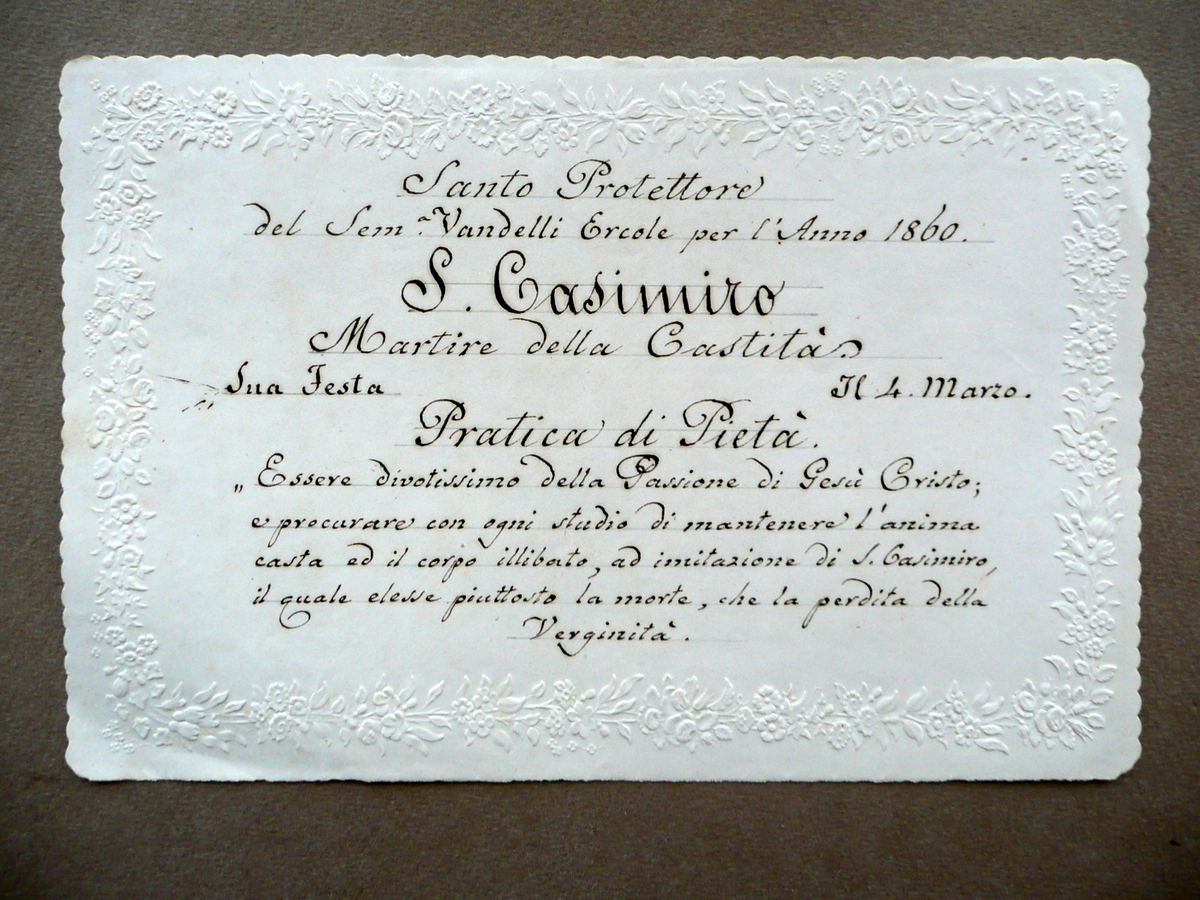 Santo Protettore
del Sem.ª Vandelli Ercole per l'Anno 1860.
S. Casimiro
Martire della Castità.
Sua Festa Il 4. Marzo.
Pratica di Pietà.
„ Essere divotissimo della Passione di Gesù Cristo;
e procurare con ogni studio di mantenere l'anima
casta ed il corpo illibato, ad imitazione di S. Casimiro,
il quale elesse piuttosto la morte, che la perdita della
Verginità.